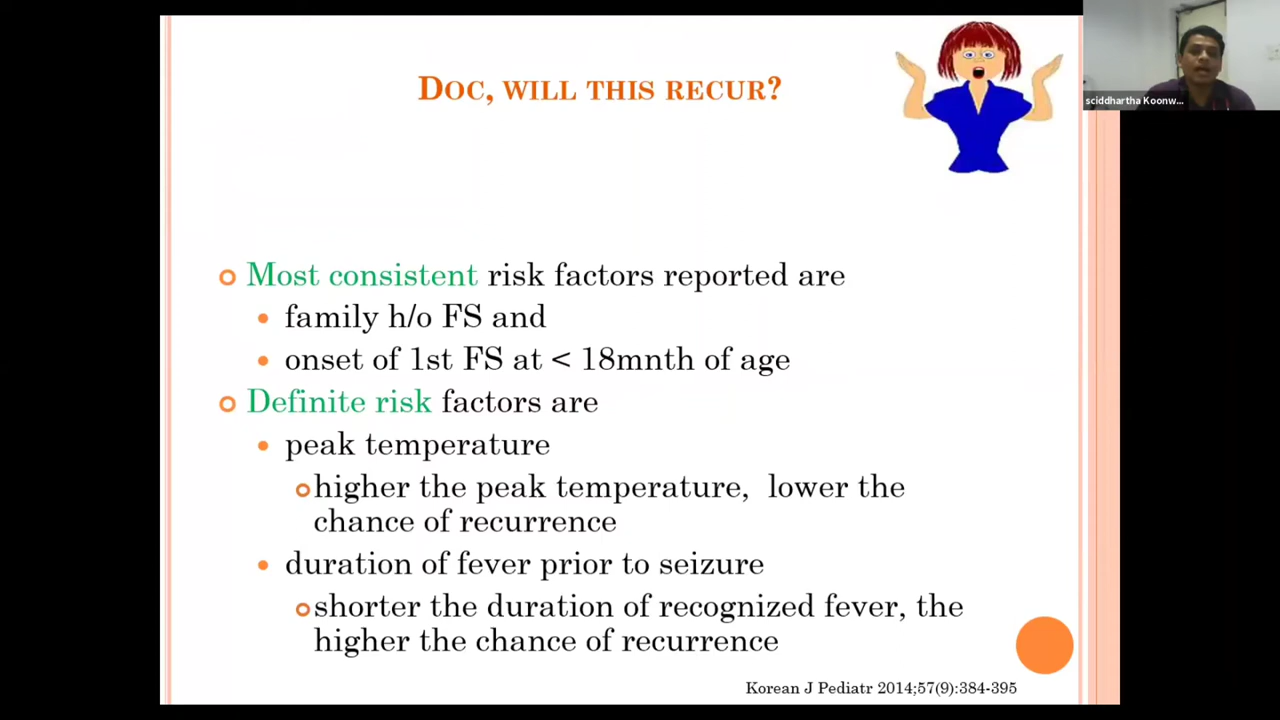 Doc, will this recur?
sciddhartha Koonw...
Most consistent risk factors reported are
family h/o FS and
onset of 1st FS at < 18mnth of age
Definite risk factors are
peak temperature
higher the peak temperature, lower the
chance of recurrence
duration of fever prior to seizure
shorter the duration of recognized fever, the
higher the chance of recurrence
Korean J Pediatr 2014;57(9):384-395